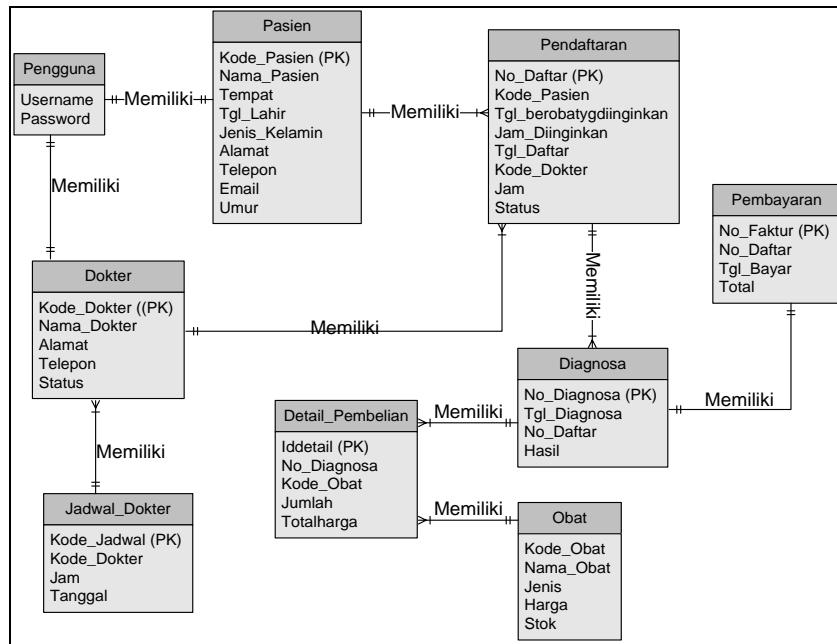 Pengguna
Username
Password
Memiliki
Pasien
Kode_Pasien (PK)
Nama_Pasien
Tempat
Tgl_Lahir
Jenis_Kelamin
Alamat
Telepon
Email
Umur
Memiliki
Pendaftaran
No_Daftar (PK)
Kode_Pasien
Tgl_berobatygdiinginkan
Jam_Diinginkan
Tgl_Daftar
Kode_Dokter
Jam
Status
Memiliki
Dokter
Kode_Dokter ((PK)
Nama_Dokter
Alamat
Telepon
Status
Memiliki
Memiliki
Pembayaran
No_Faktur (PK)
No_Daftar
Tgl_Bayar
Total
Memiliki
Diagnosa
No_Diagnosa (PK)
Tgl_Diagnosa
No_Daftar
Hasil
Memiliki
Detail_Pembelian
Iddetail (PK)
No_Diagnosa
Kode_Obat
Jumlah
Totalharga
Memiliki
Memiliki
Jadwal_Dokter
Kode_Jadwal (PK)
Kode_Dokter
Jam
Tanggal
Obat
Kode_Obat
Nama_Obat
Jenis
Harga
Stok